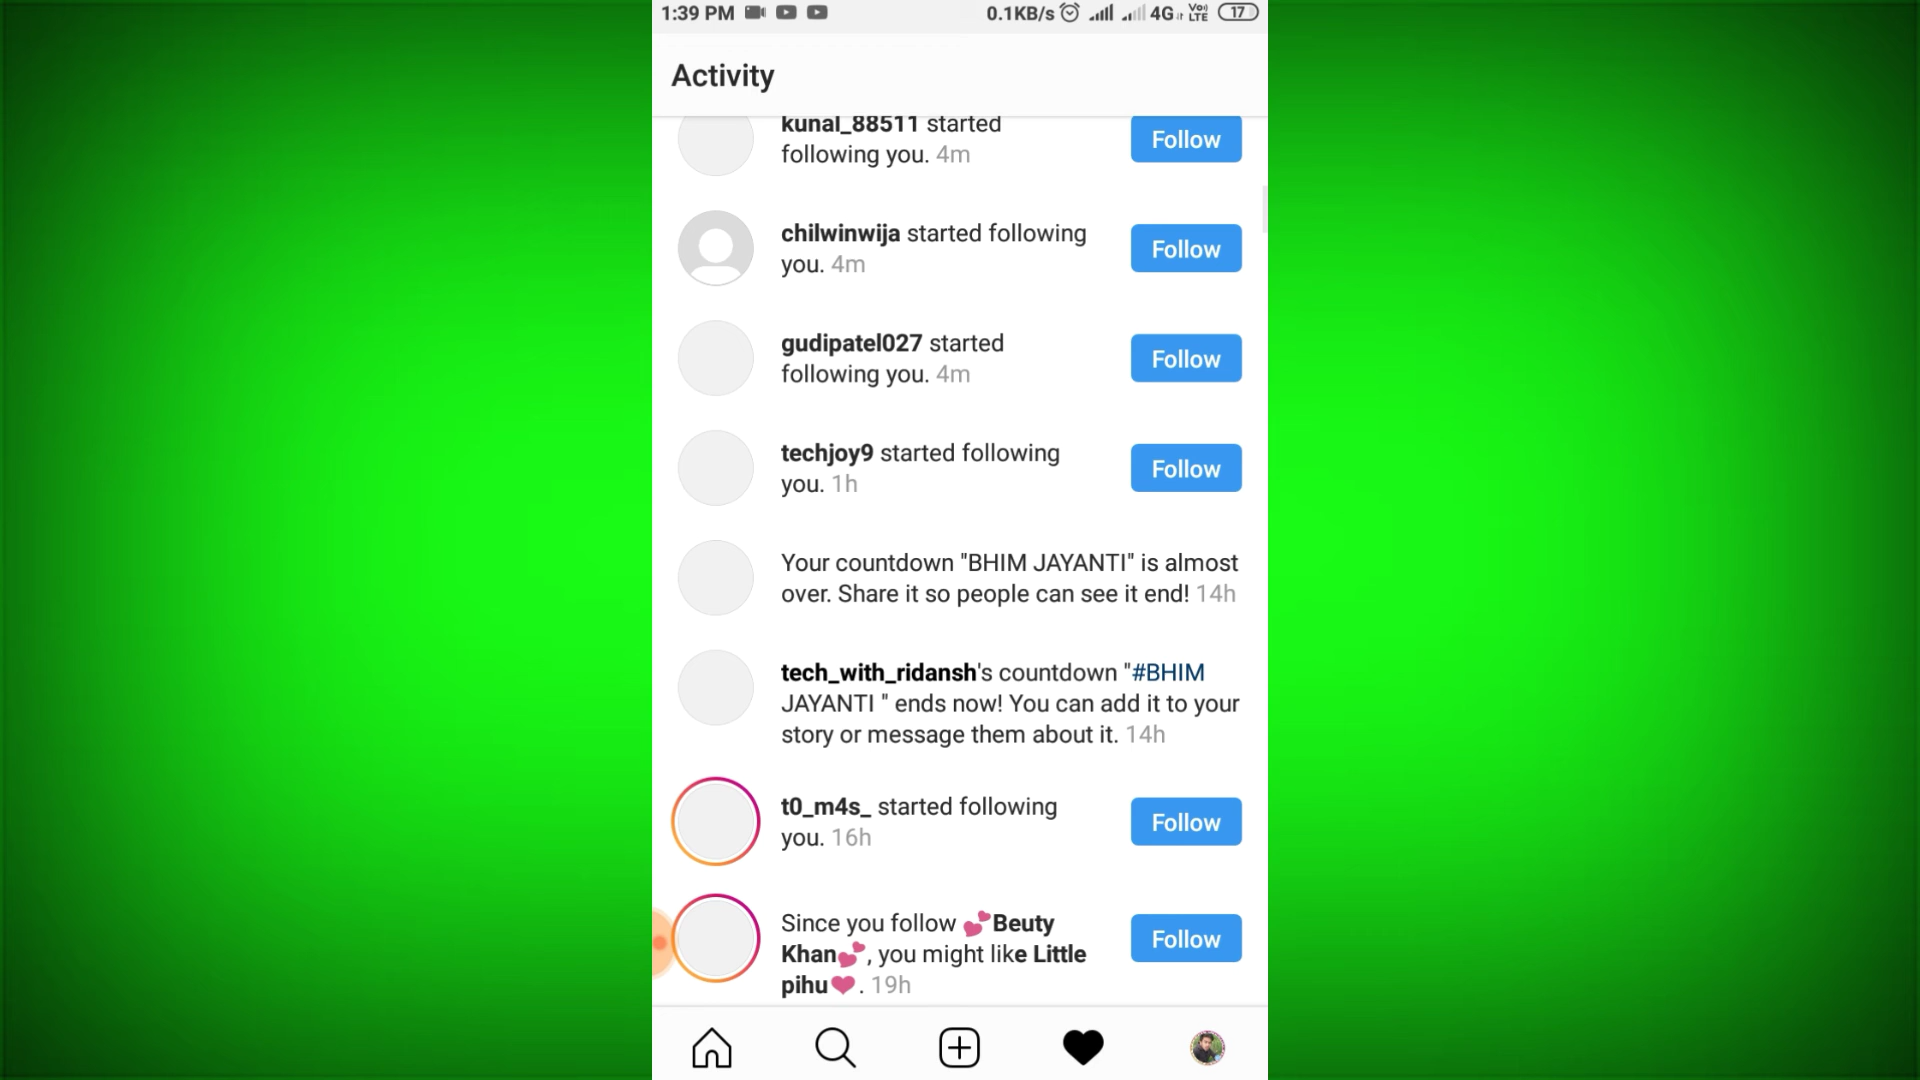 1:39 PM 0.1KB/s 4G Vo) LTE 17
Activity
kunal_88511 started
following you. 4m
Follow
chilwinwija started following
you. 4m
Follow
gudipatel027 started
following you. 4m
Follow
techjoy9 started following
you. 1h
Follow
Your countdown "BHIM JAYANTI" is almost
over. Share it so people can see it end! 14h
tech_with_ridansh's countdown "#BHIM
JAYANTI " ends now! You can add it to your
story or message them about it. 14h
t0_m4s_ started following
you. 16h
Follow
Since you follow 💕Beuty
Khan💕, you might like Little
pihu❤. 19h
Follow